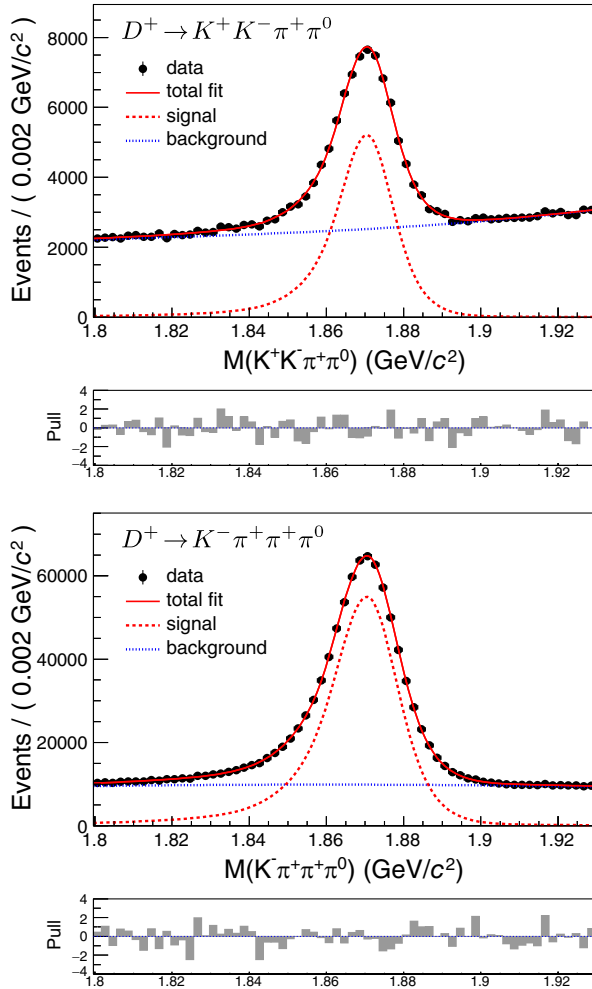 D⁺ → K⁺K⁻π⁺π⁰
data
total fit
signal
background
Events / ( 0.002 GeV/c² )
8000
6000
4000
2000
0
1.8 1.82 1.84 1.86 1.88 1.9 1.92
M(K⁺K⁻π⁺π⁰) (GeV/c²)
Pull
4
2
0
−2
−4
1.8 1.82 1.84 1.86 1.88 1.9 1.92
D⁺ → K⁻π⁺π⁺π⁰
data
total fit
signal
background
Events / ( 0.002 GeV/c² )
60000
40000
20000
0
1.8 1.82 1.84 1.86 1.88 1.9 1.92
M(K⁻π⁺π⁺π⁰) (GeV/c²)
Pull
4
2
0
−2
−4
1.8 1.82 1.84 1.86 1.88 1.9 1.92